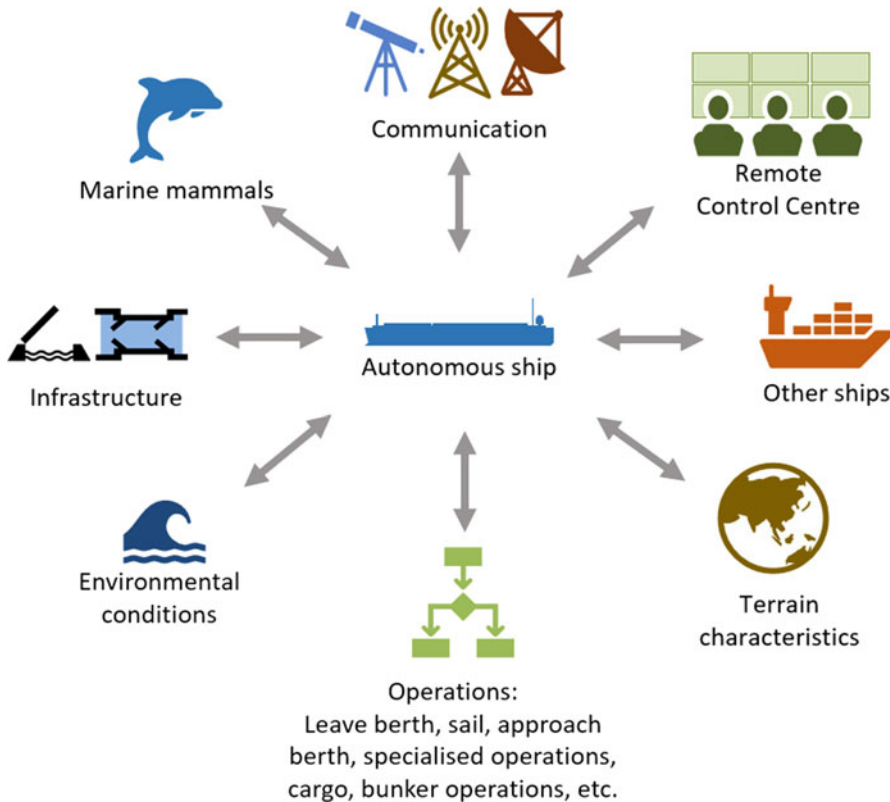 Communication
Marine mammals
Remote
Control Centre
Autonomous ship
Infrastructure
Other ships
Environmental
conditions
Terrain
characteristics
Operations:
Leave berth, sail, approach
berth, specialised operations,
cargo, bunker operations, etc.